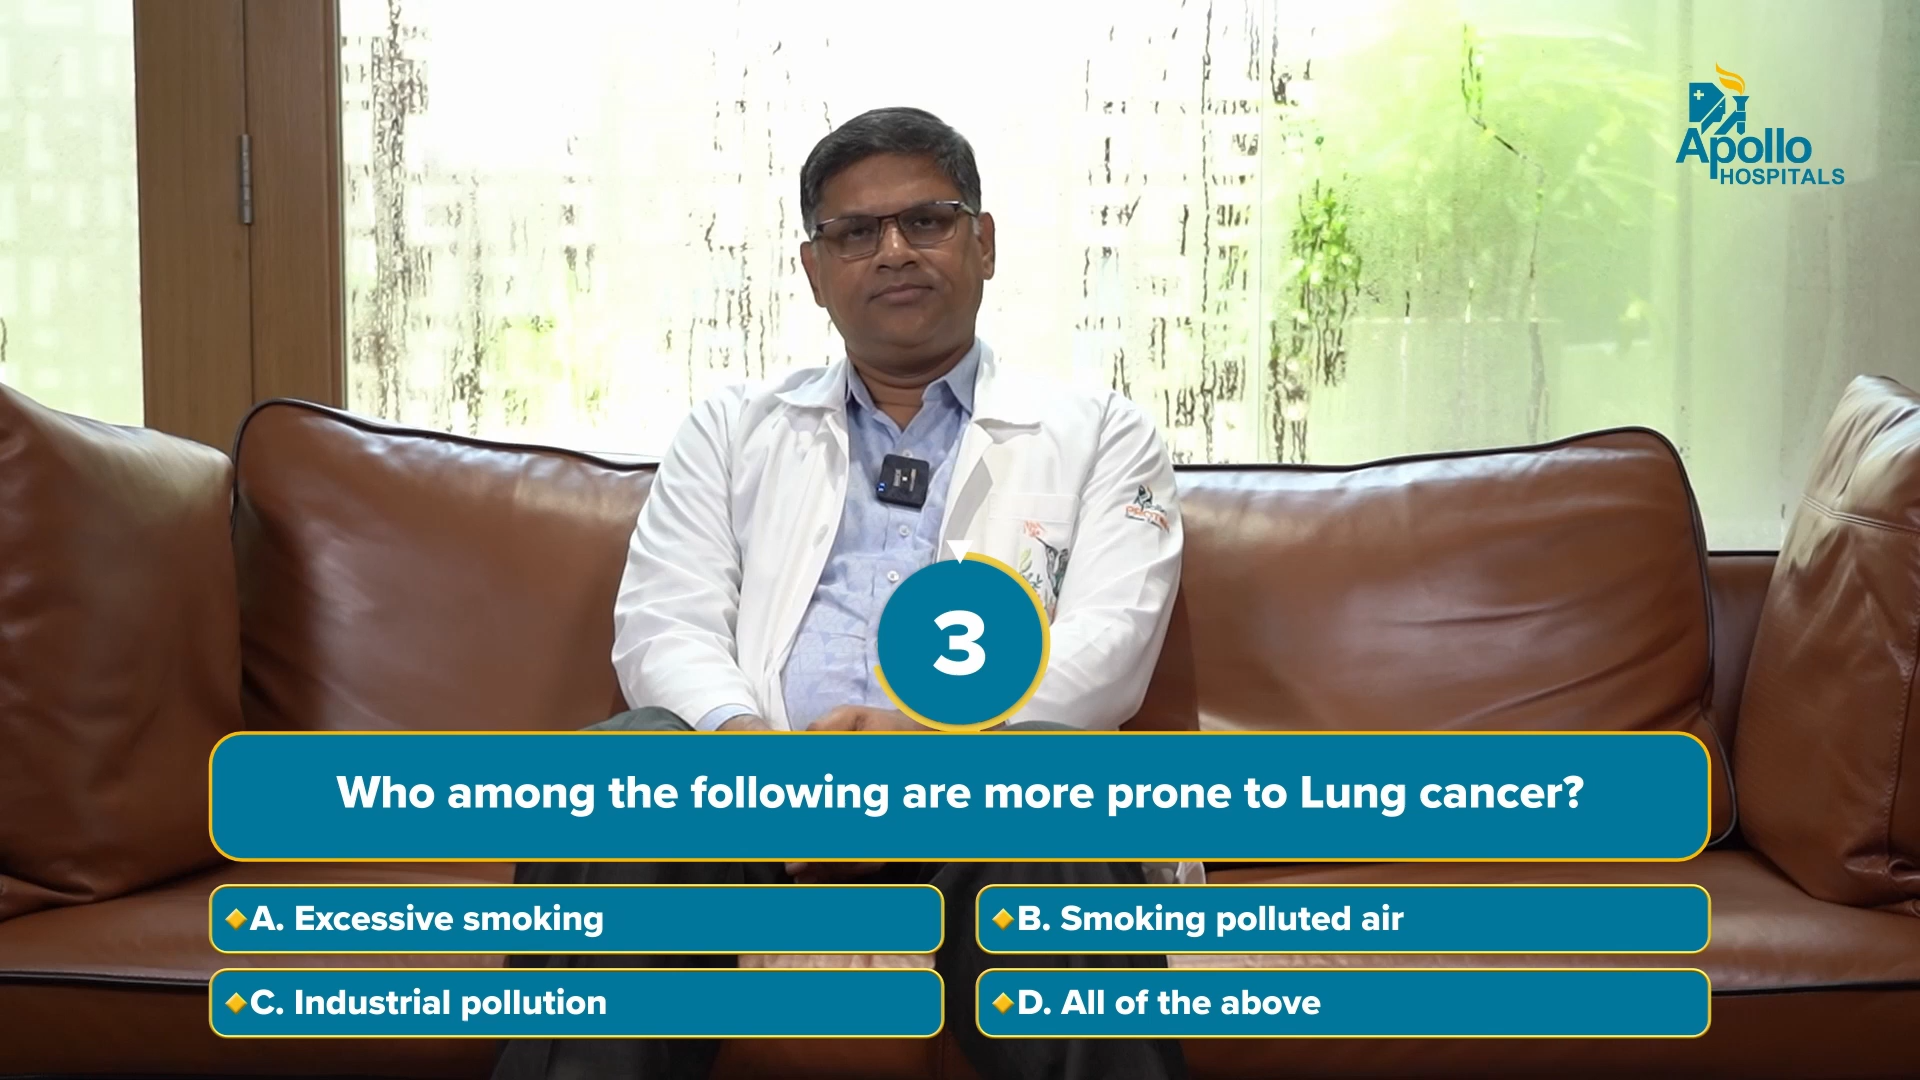 Apollo
HOSPITALS
3
Who among the following are more prone to Lung cancer?
A. Excessive smoking
B. Smoking polluted air
C. Industrial pollution
D. All of the above